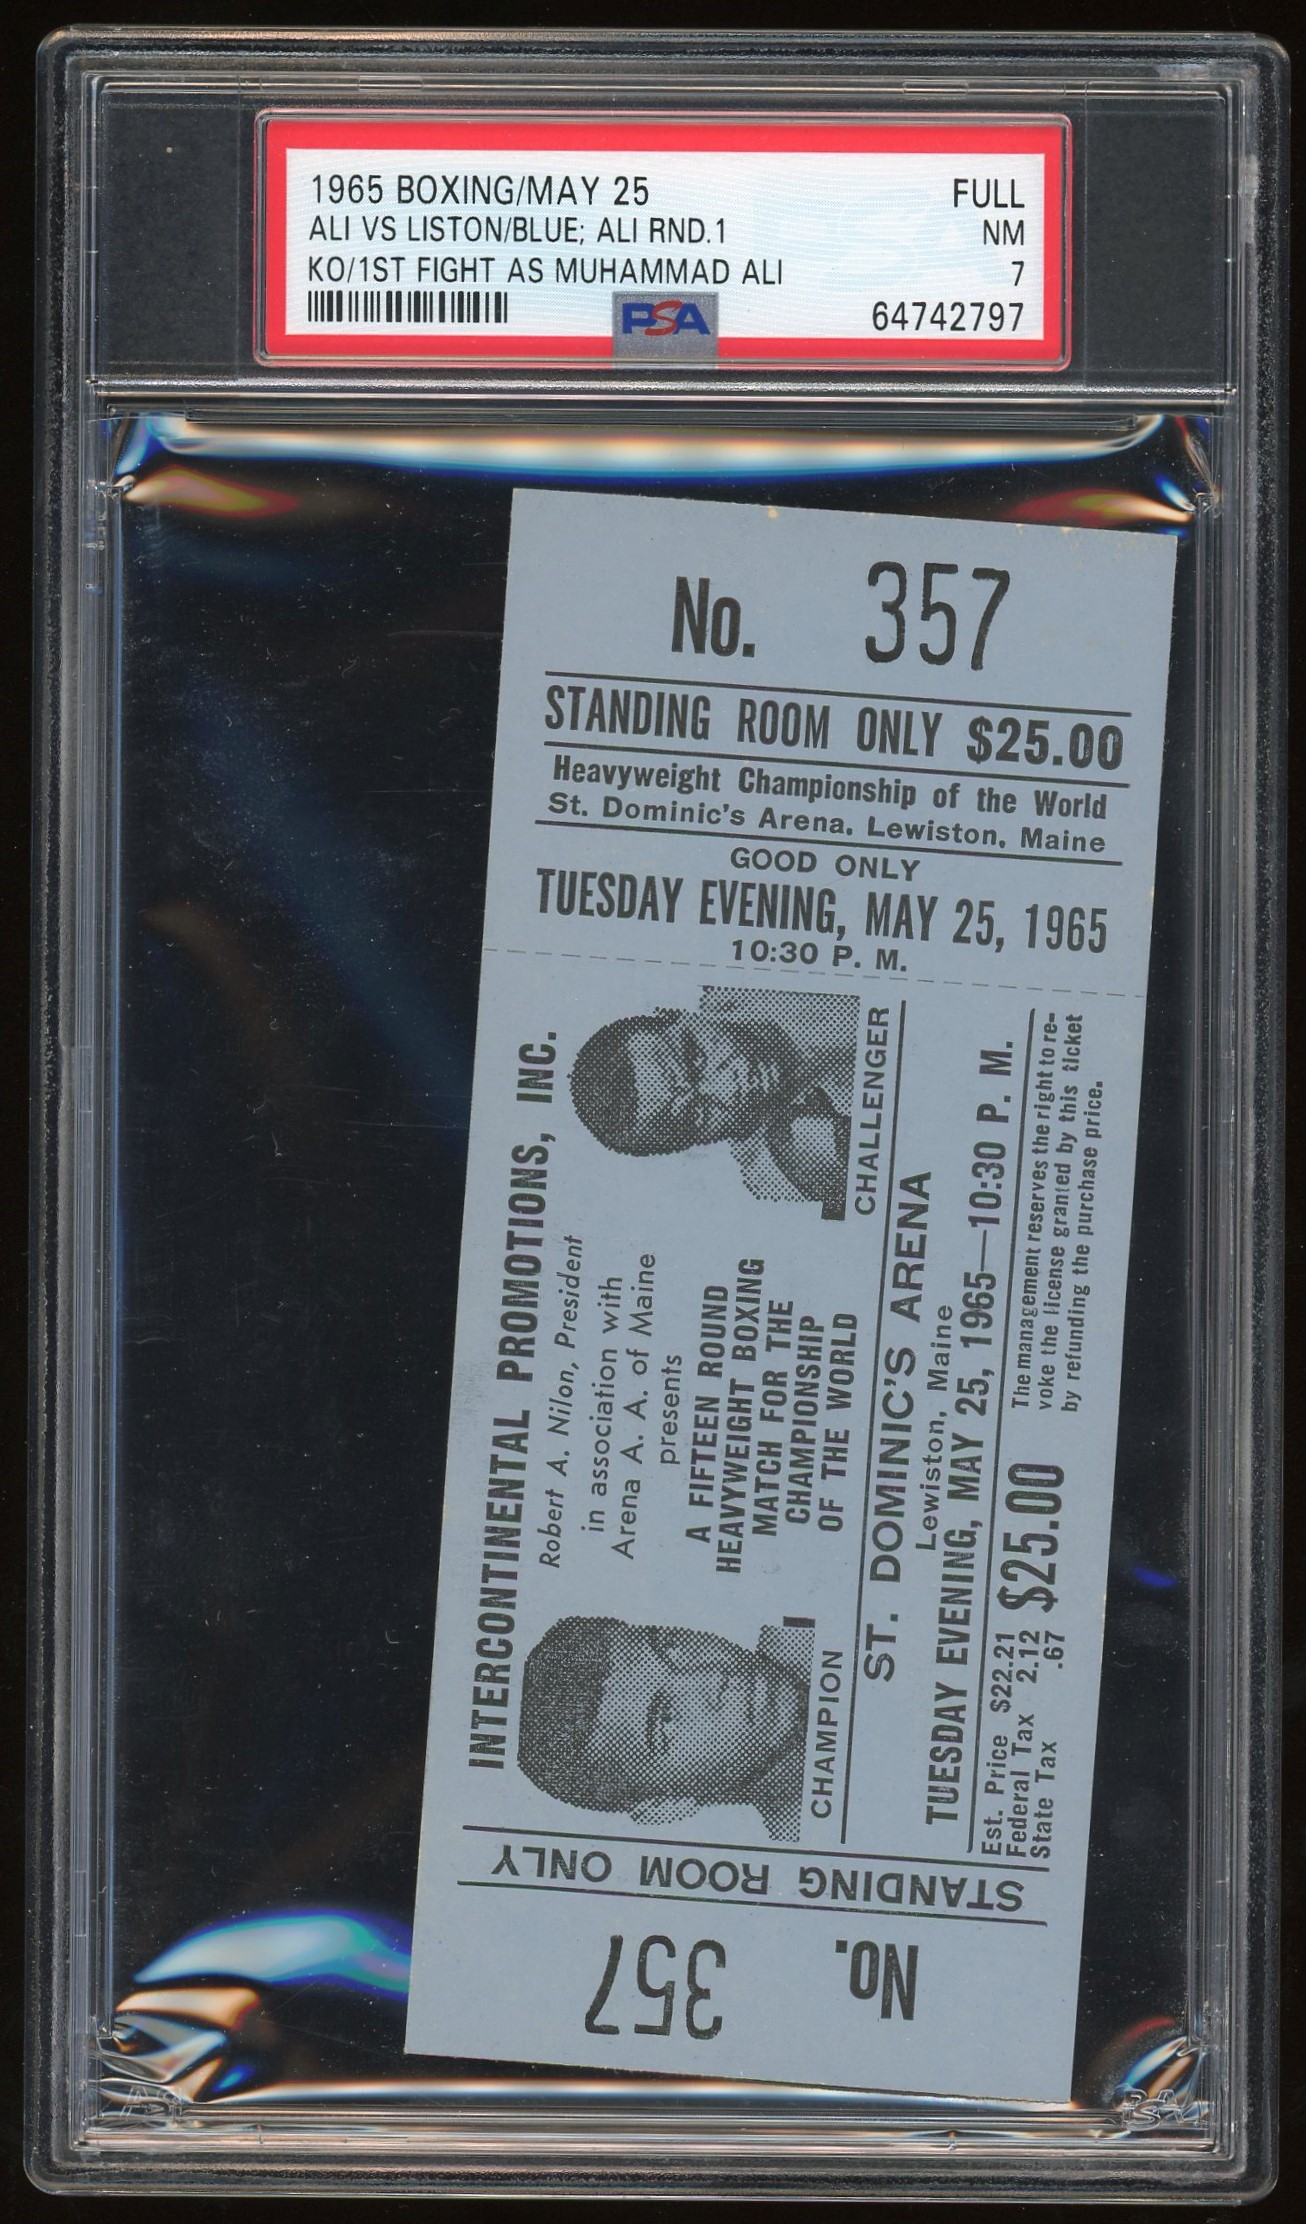 1965 BOXING/MAY 25 FULL
ALI VS LISTON/BLUE; ALI RND.1 NM
KO/1ST FIGHT AS MUHAMMAD ALI 7
PSA 64742797
No. 357
STANDING ROOM ONLY $25.00
Heavyweight Championship of the World
St. Dominic's Arena, Lewiston, Maine
GOOD ONLY
TUESDAY EVENING, MAY 25, 1965
10:30 P. M.
INTERCONTINENTAL PROMOTIONS, INC.
Robert A. Nilon, President
in association with
Arena A. A. of Maine
presents
A FIFTEEN ROUND
HEAVYWEIGHT BOXING
MATCH FOR THE
CHAMPIONSHIP
OF THE WORLD
CHAMPION
CHALLENGER
ST. DOMINIC'S ARENA
Lewiston, Maine
TUESDAY EVENING, MAY 25, 1965—10:30 P. M.
Est. Price $22.21
Federal Tax 2.12
State Tax .67
$25.00
The management reserves the right to re-
voke the license granted by this ticket
by refunding the purchase price.
STANDING ROOM ONLY
No. 357
PSA